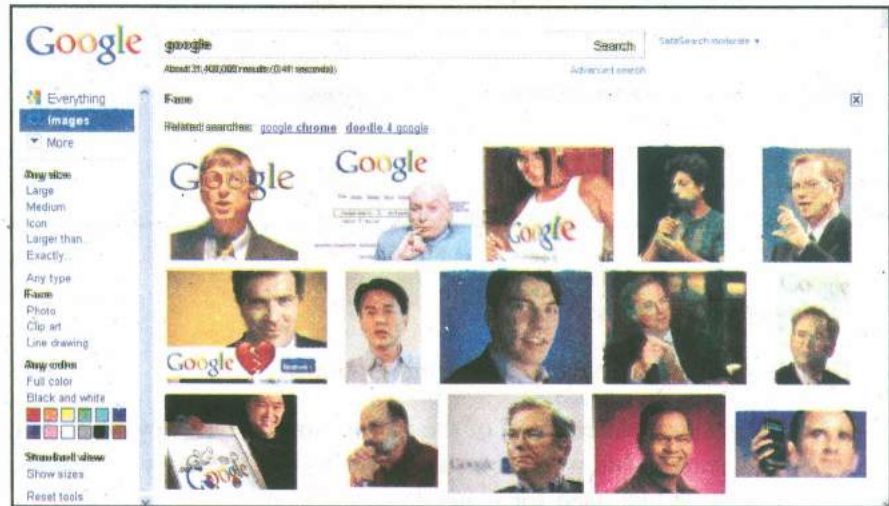 Google
google
Search
SafeSearch moderate ▼
About 31,400,000 results (0.41 seconds)
Advanced search
Everything
Images
More
Face
Related searches: google chrome doodle 4 google
Any size
Large
Medium
Icon
Larger than...
Exactly...
Any type
Face
Photo
Clip art
Line drawing
Any color
Full color
Black and white
Standard view
Show sizes
Reset tools
Google
Google
Google
Google
Google
Google
Google